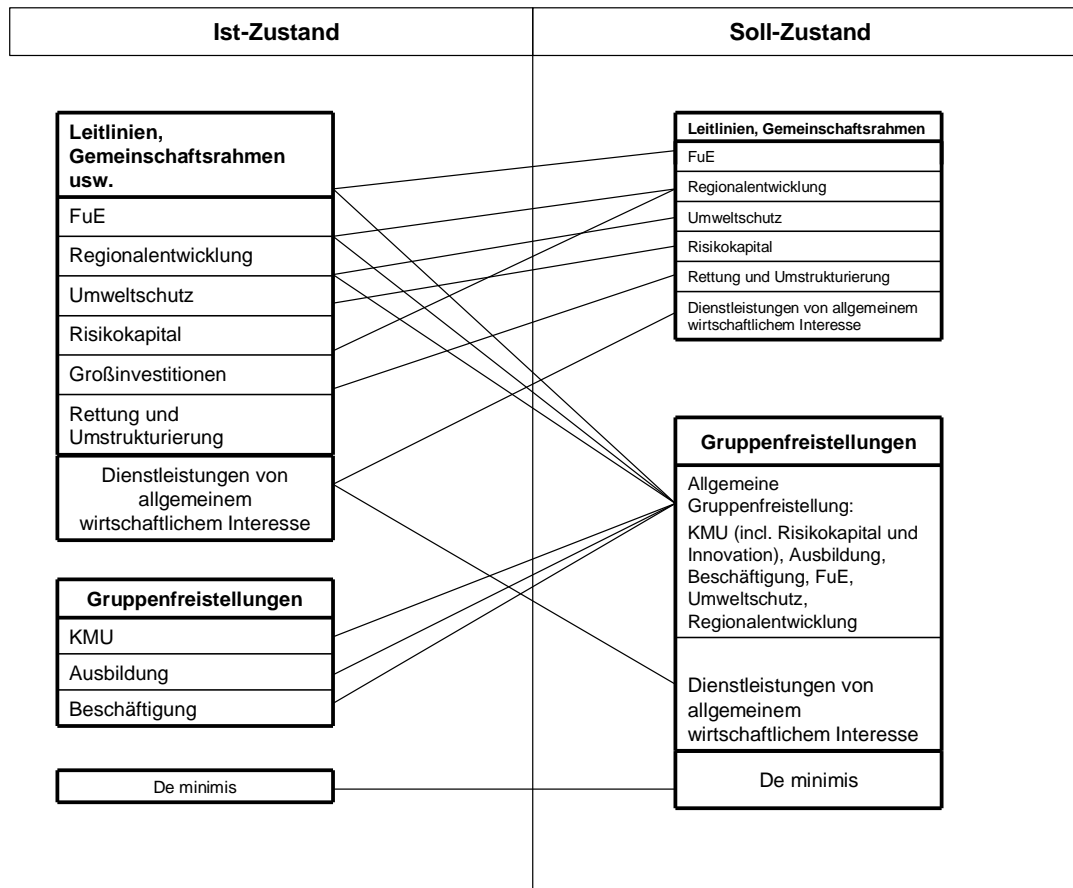 Ist-Zustand
Soll-Zustand
Leitlinien,
Gemeinschaftsrahmen
usw.
FuE
Regionalentwicklung
Umweltschutz
Risikokapital
Großinvestitionen
Rettung und
Umstrukturierung
Dienstleistungen von
allgemeinem
wirtschaftlichem Interesse
Gruppenfreistellungen
KMU
Ausbildung
Beschäftigung
De minimis
Leitlinien, Gemeinschaftsrahmen
FuE
Regionalentwicklung
Umweltschutz
Risikokapital
Rettung und Umstrukturierung
Dienstleistungen von allgemeinem
wirtschaftlichem Interesse
Gruppenfreistellungen
Allgemeine
Gruppenfreistellung:
KMU (incl. Risikokapital und
Innovation), Ausbildung,
Beschäftigung, FuE,
Umweltschutz,
Regionalentwicklung
Dienstleistungen von
allgemeinem
wirtschaftlichem Interesse
De minimis